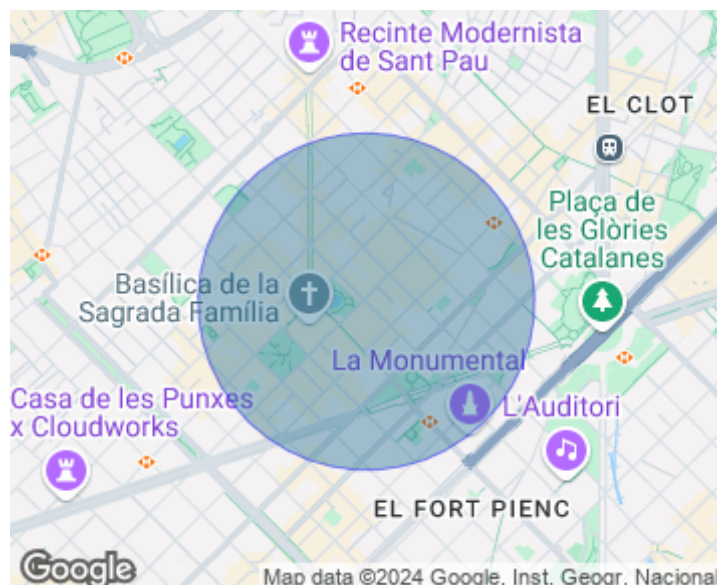 Recinte Modernista
de Sant Pau
EL CLOT
Plaça de
les Glòries
Catalanes
Basílica de la
Sagrada Família
La Monumental
Casa de les Punxes
x Cloudworks
L'Auditori
EL FORT PIENC
Google
Map data ©2024 Google, Inst. Geogr. Nacional